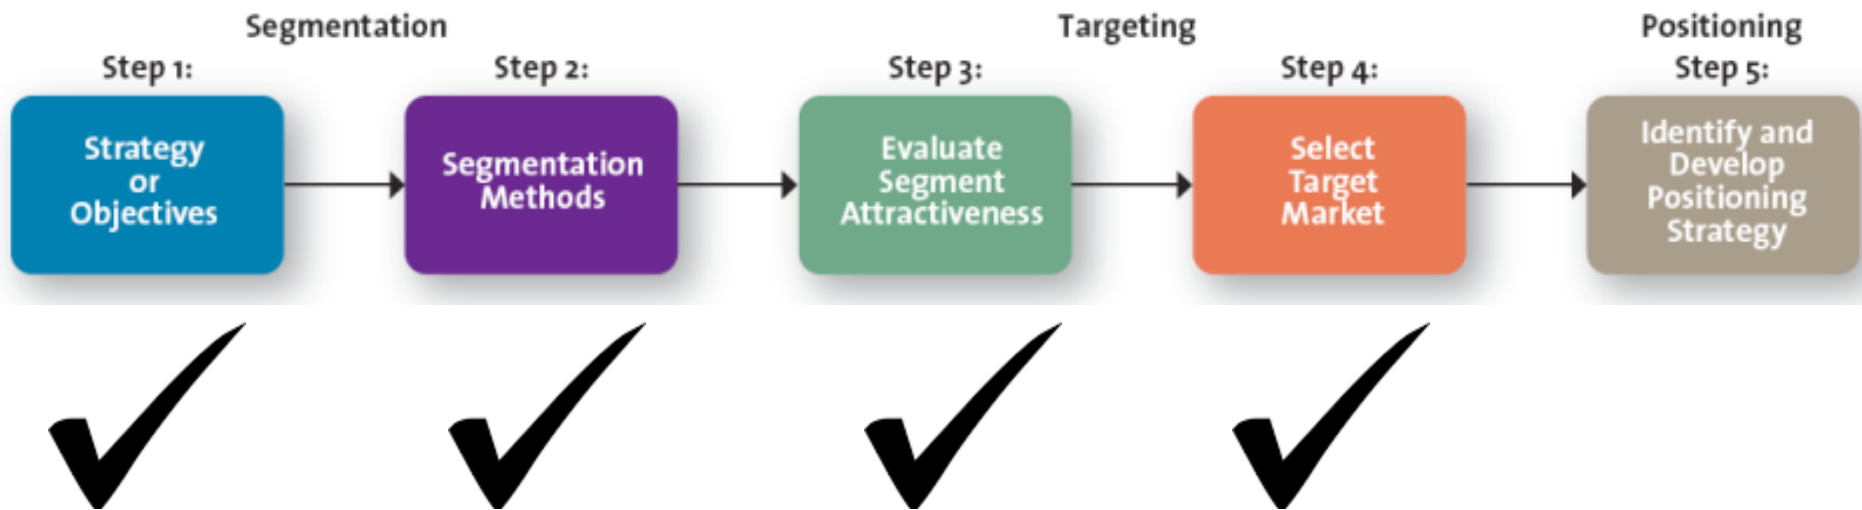 Segmentation
Targeting
Positioning
Step 1:
Step 2:
Step 3:
Step 4:
Step 5:
Strategy
or
Objectives
Segmentation
Methods
Evaluate
Segment
Attractiveness
Select
Target
Market
Identify and
Develop
Positioning
Strategy